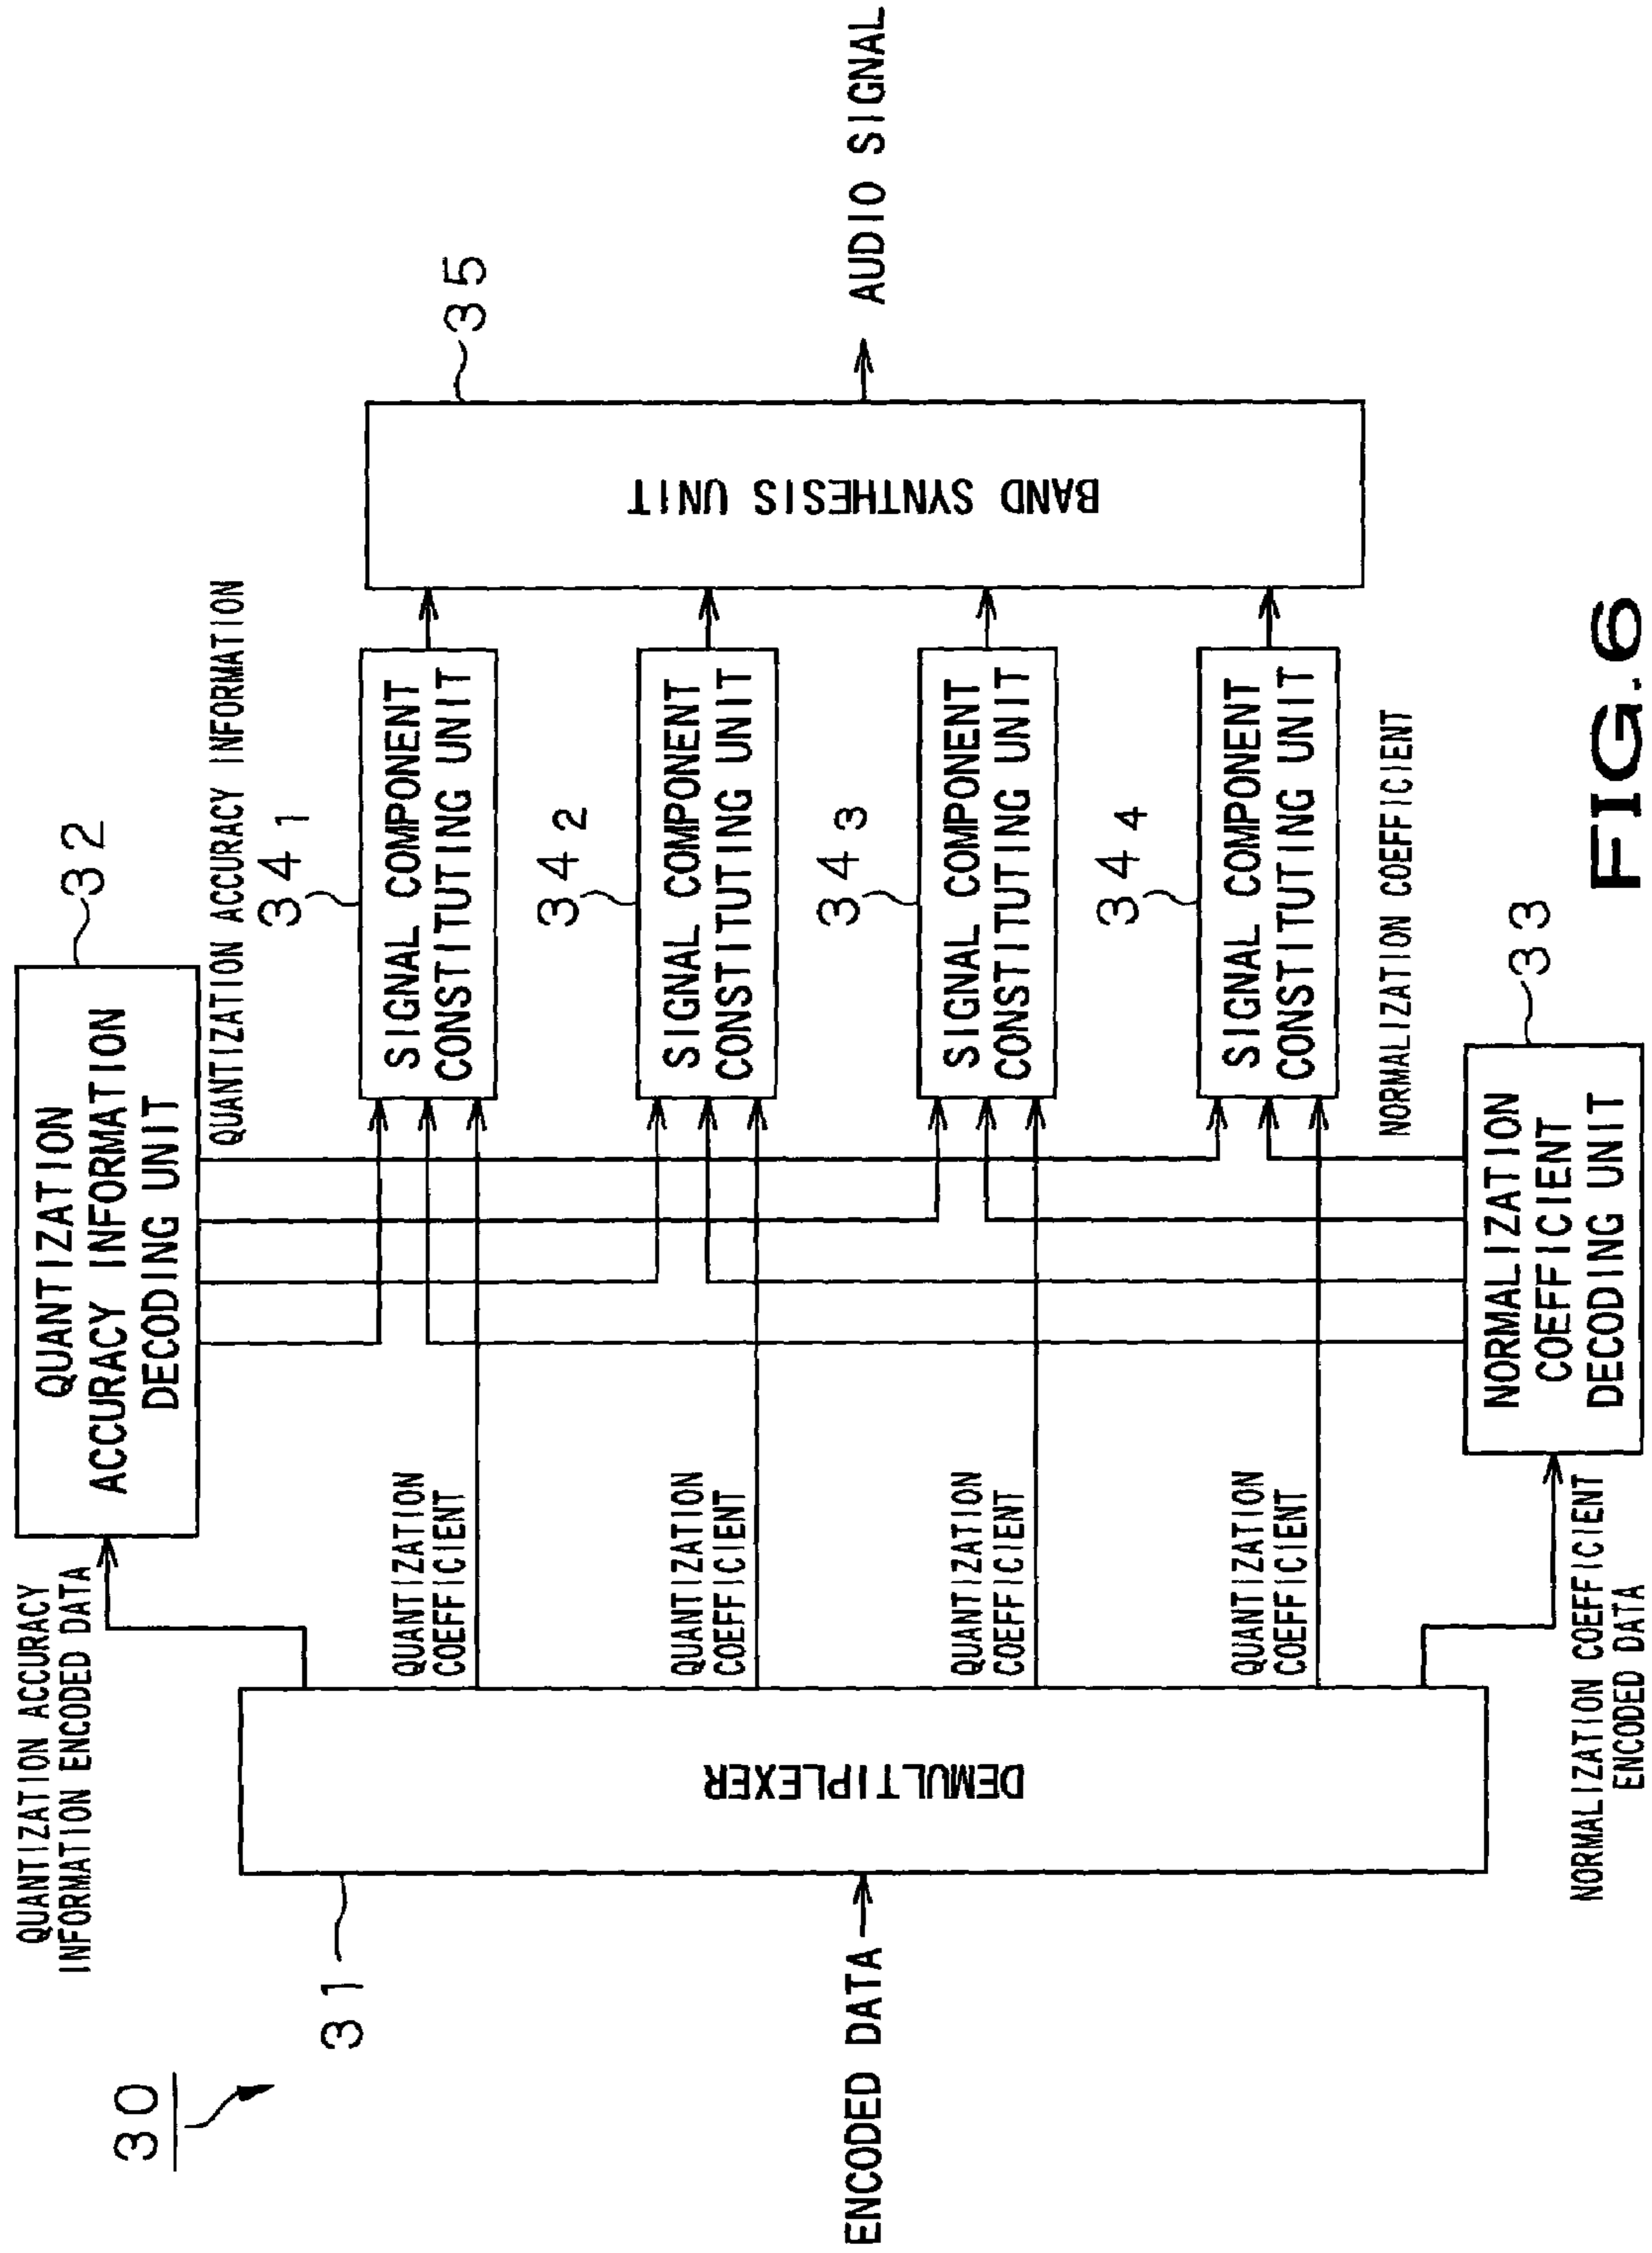 30
31
ENCODED DATA
DEMULTIPLEXER
QUANTIZATION ACCURACY
INFORMATION ENCODED DATA
QUANTIZATION
ACCURACY INFORMATION
DECODING UNIT
32
QUANTIZATION ACCURACY INFORMATION
QUANTIZATION
COEFFICIENT
QUANTIZATION
COEFFICIENT
QUANTIZATION
COEFFICIENT
QUANTIZATION
COEFFICIENT
34 1
SIGNAL COMPONENT
CONSTITUTING UNIT
34 2
SIGNAL COMPONENT
CONSTITUTING UNIT
34 3
SIGNAL COMPONENT
CONSTITUTING UNIT
34 4
SIGNAL COMPONENT
CONSTITUTING UNIT
35
BAND SYNTHESIS UNIT
AUDIO SIGNAL
NORMALIZATION COEFFICIENT
NORMALIZATION COEFFICIENT
ENCODED DATA
NORMALIZATION
COEFFICIENT
DECODING UNIT
33
FIG.6